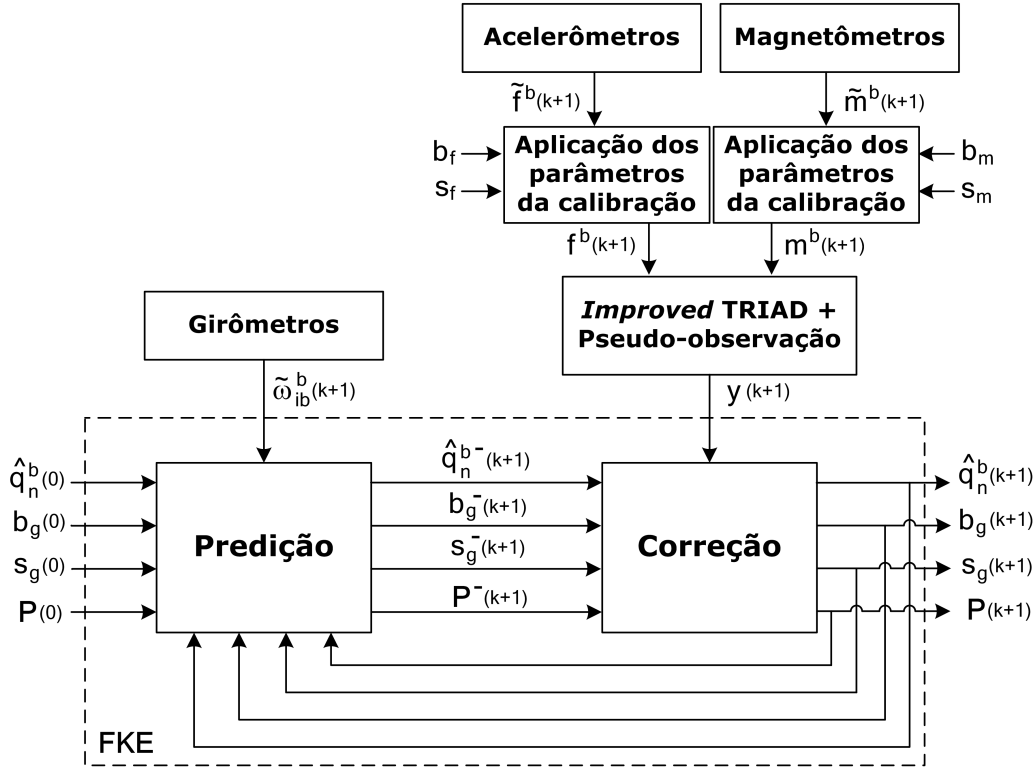 Acelerômetros
Magnetômetros
f̃ᵇ(k+1)
m̃ᵇ(k+1)
b_f
s_f
Aplicação dos
parâmetros
da calibração
Aplicação dos
parâmetros
da calibração
b_m
s_m
fᵇ(k+1)
mᵇ(k+1)
Improved TRIAD +
Pseudo-observação
Girômetros
ω̃ᵇ_ib(k+1)
y(k+1)
q̂ᵇ_n(0)
b_g(0)
s_g(0)
P(0)
Predição
q̂ᵇ⁻_n(k+1)
b_g⁻(k+1)
s_g⁻(k+1)
P⁻(k+1)
Correção
q̂ᵇ_n(k+1)
b_g(k+1)
s_g(k+1)
P(k+1)
FKE